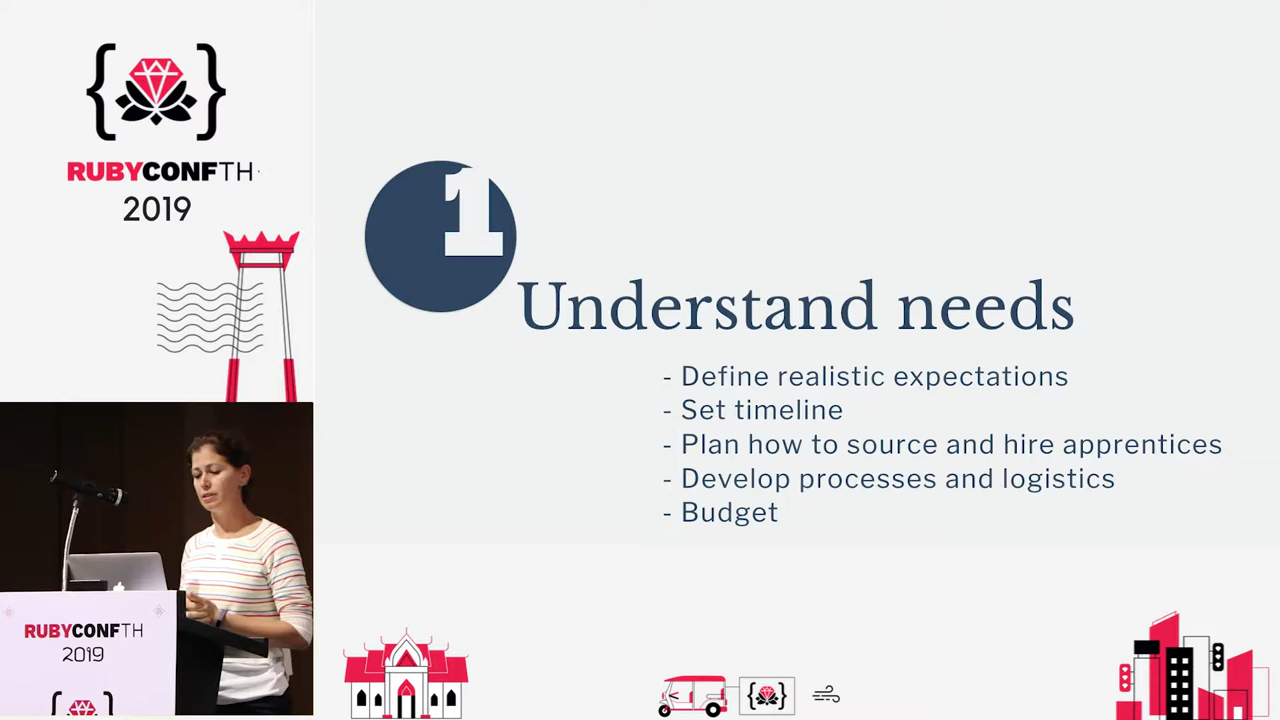 RUBYCONFTH
2019
1
Understand needs
- Define realistic expectations
- Set timeline
- Plan how to source and hire apprentices
- Develop processes and logistics
- Budget
RUBYCONFTH
2019